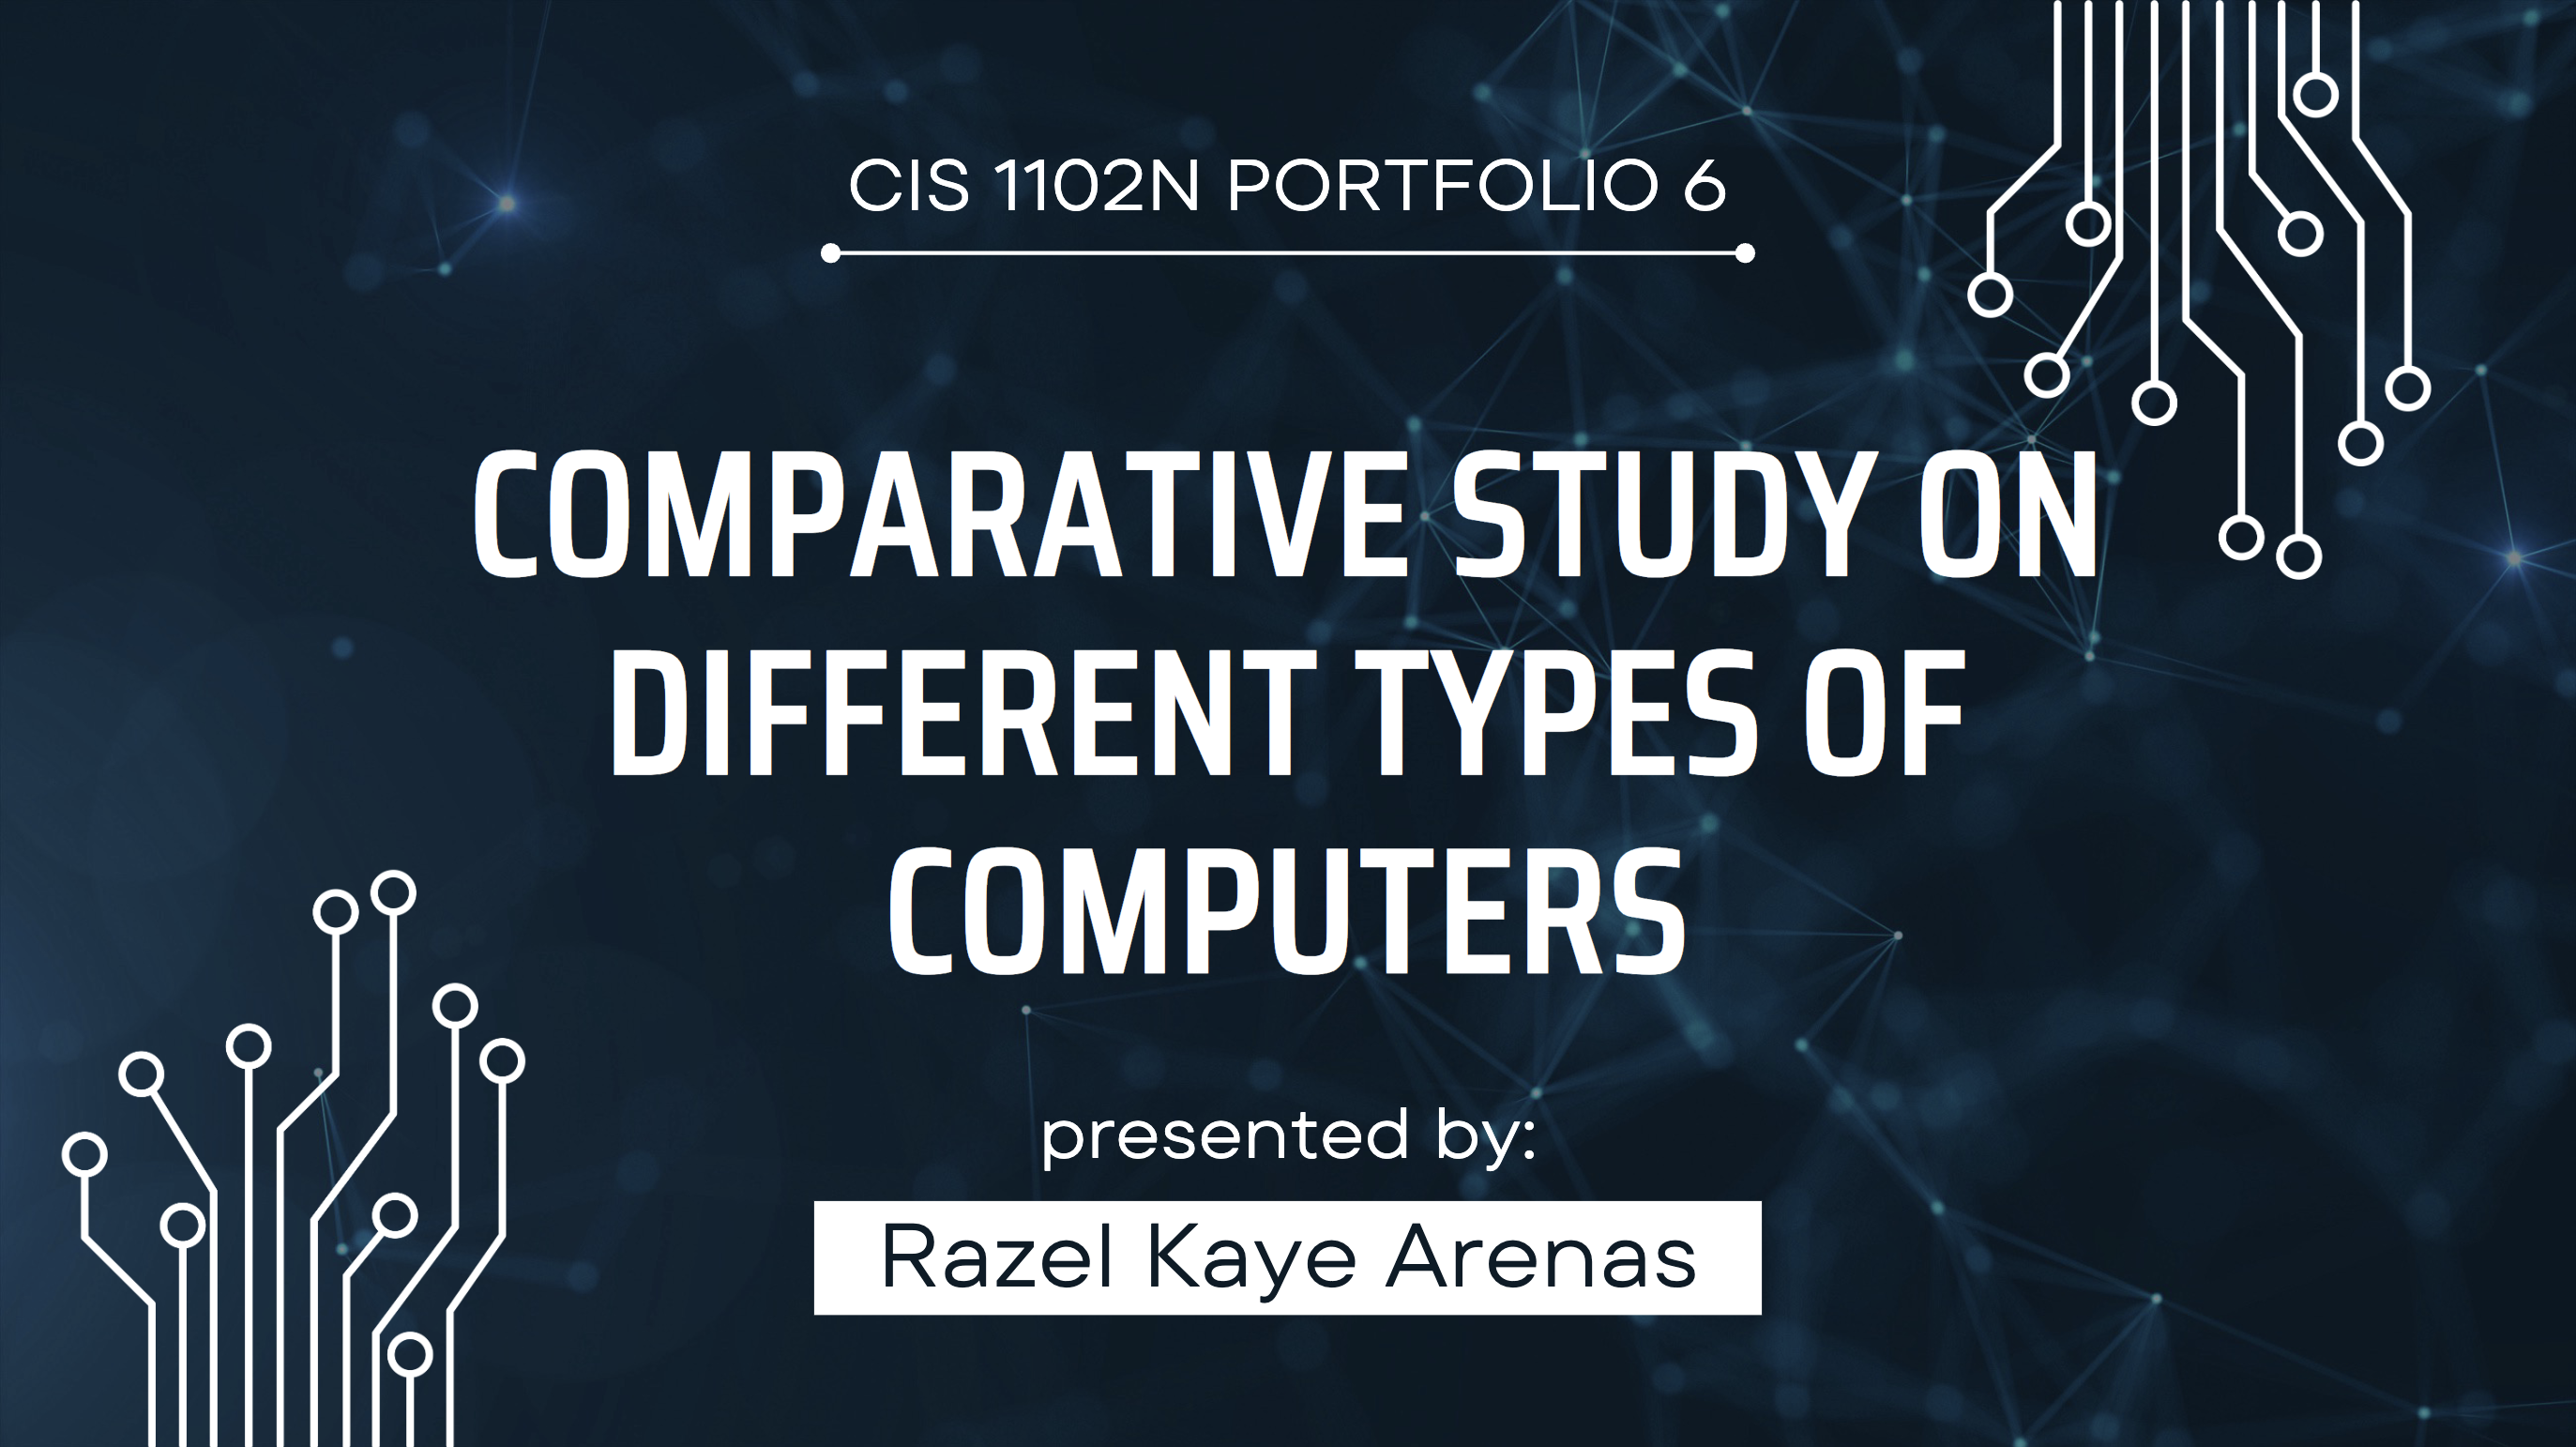 CIS 1102N PORTFOLIO 6
COMPARATIVE STUDY ON
DIFFERENT TYPES OF
COMPUTERS
presented by:
Razel Kaye Arenas